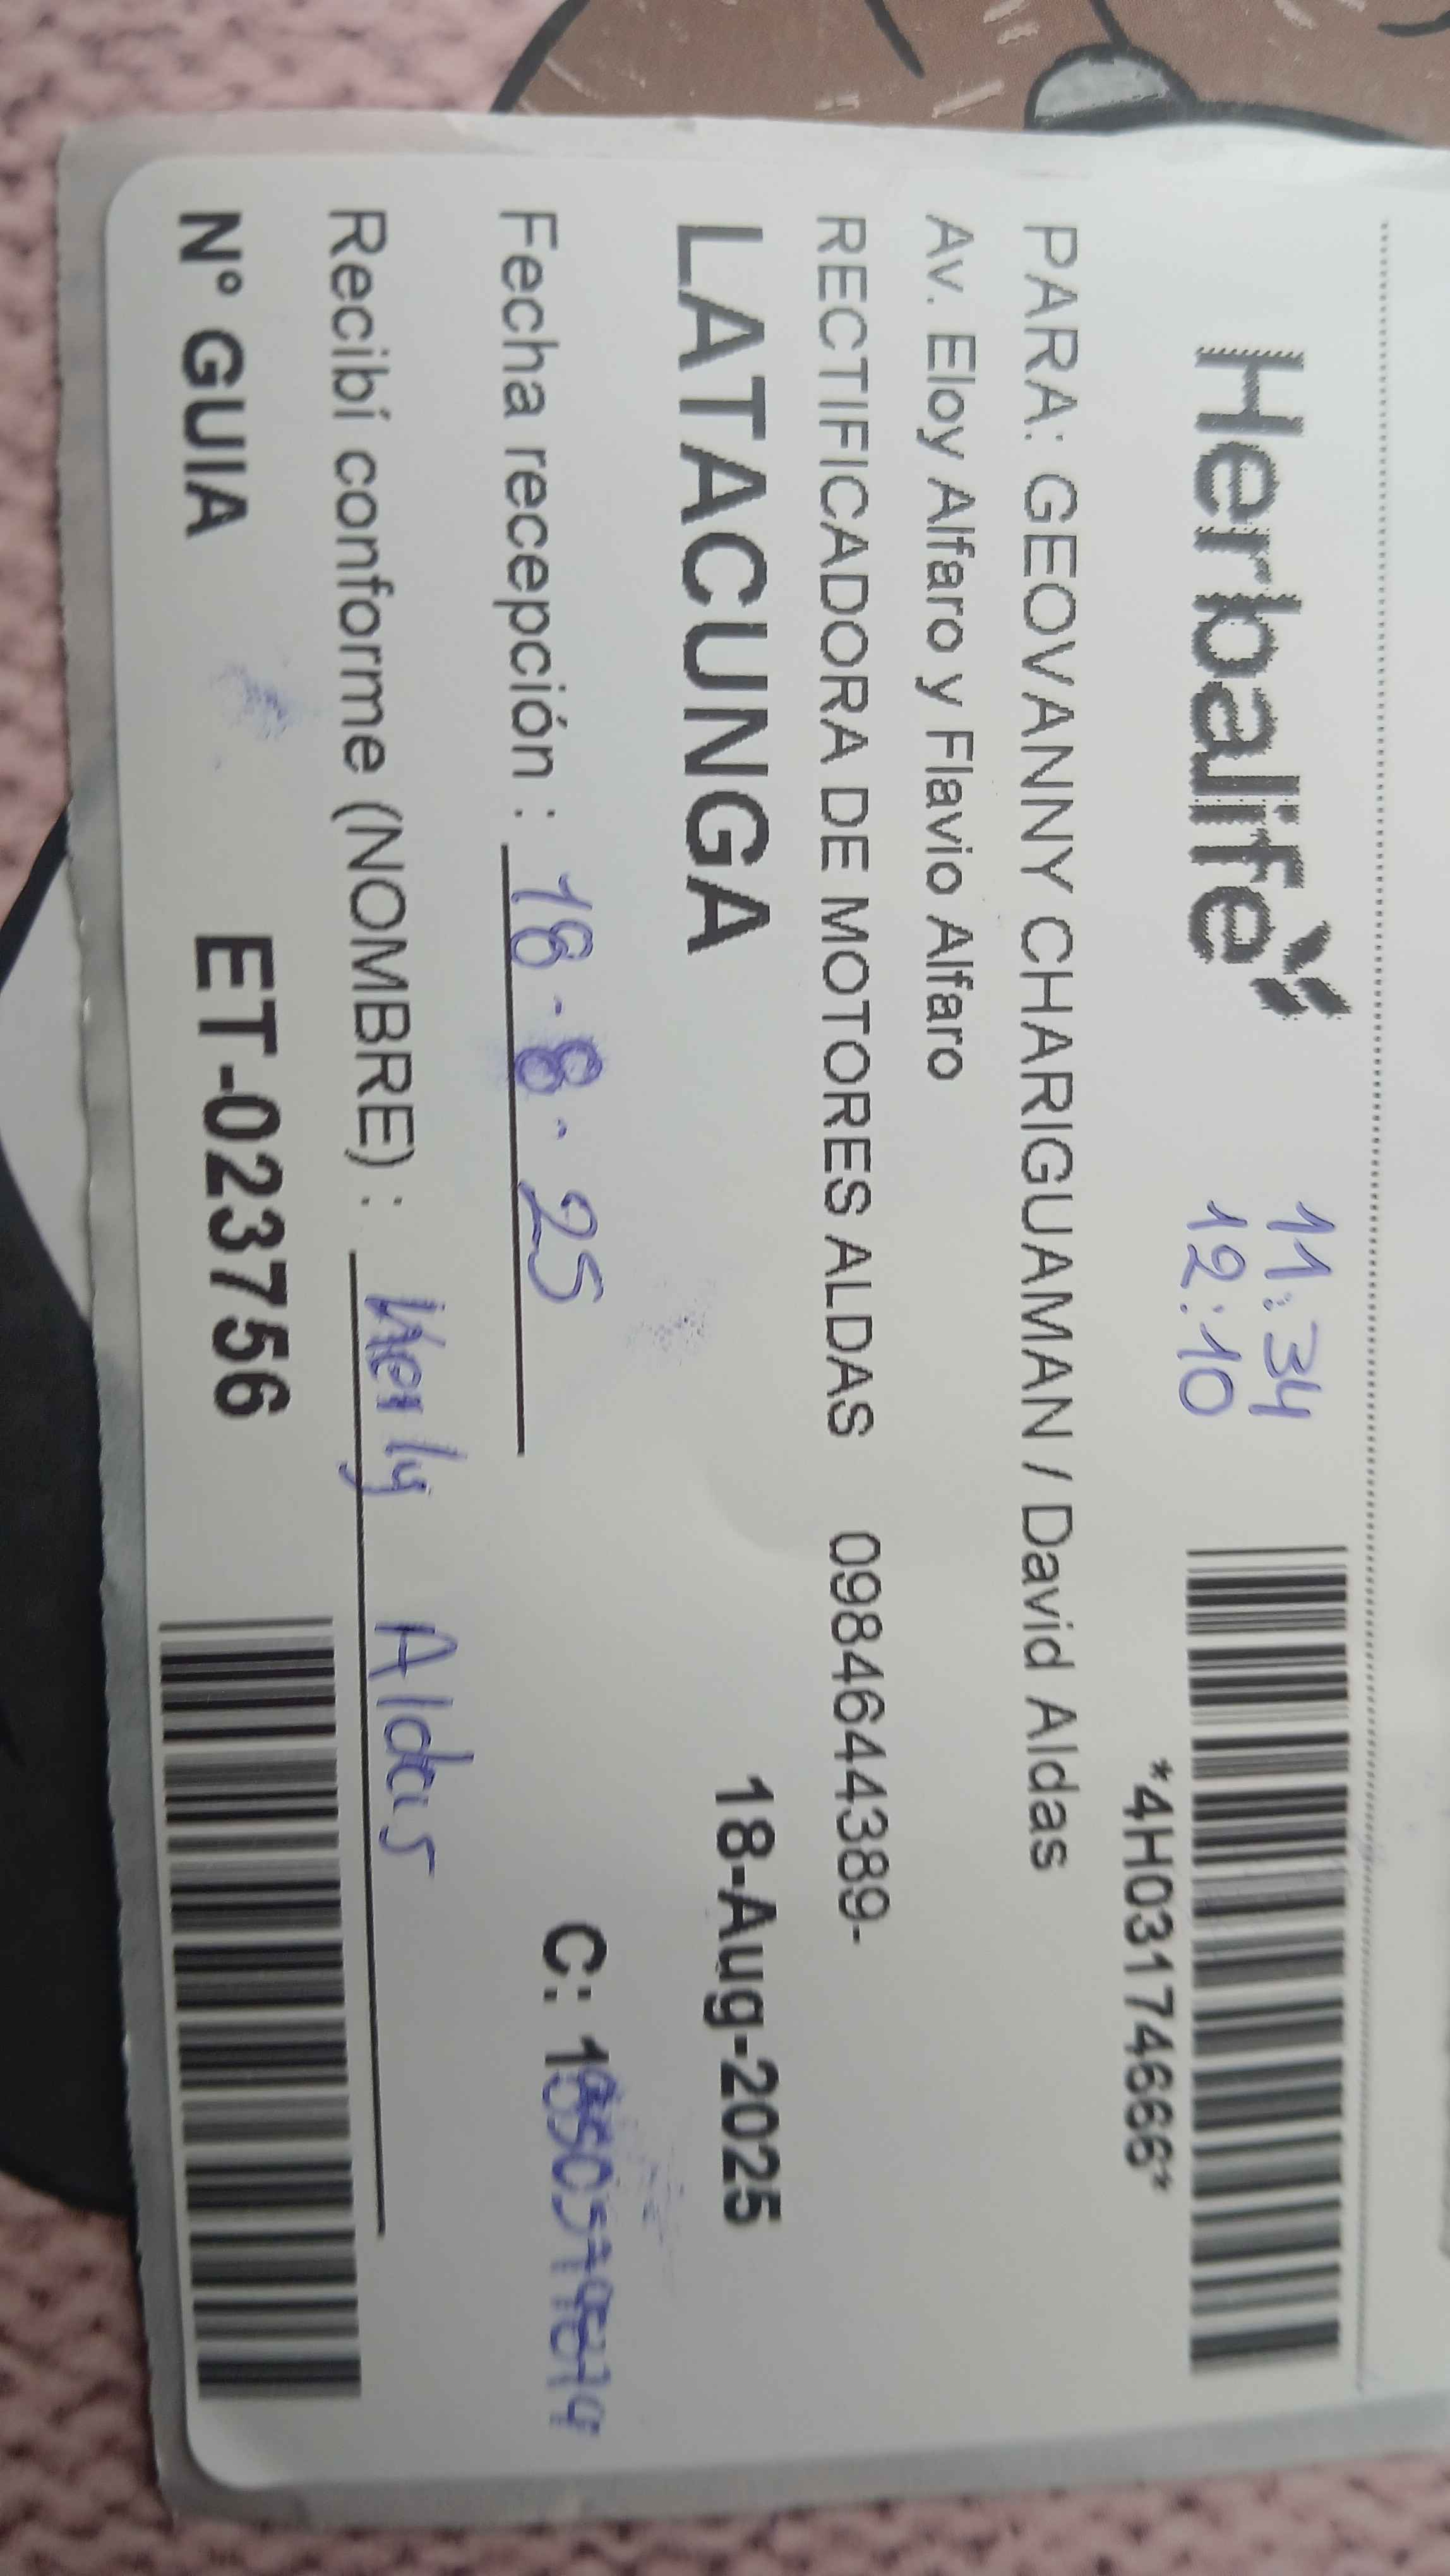 Herbalife
11:34
12:10
*4H03174666*
PARA: GEOVANNY CHARIGUAMAN / David Aldas
Av. Eloy Alfaro y Flavio Alfaro
RECTIFICADORA DE MOTORES ALDAS 0984644389-
LATACUNGA 18-Aug-2025
Fecha recepción : 18-8-25 C:
Recibí conforme (NOMBRE) : Aldas
N° GUIA ET-023756